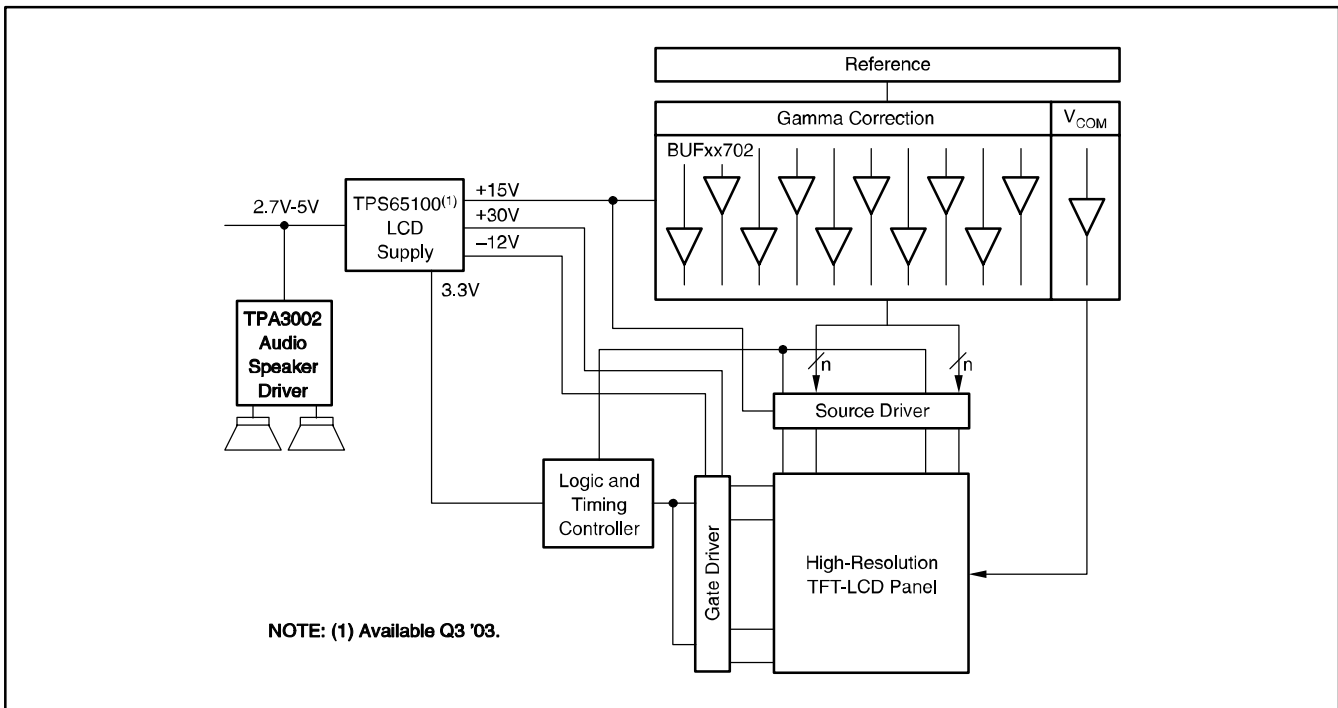 Reference
Gamma Correction
V_COM
BUFxx702
2.7V-5V
TPS65100(1)
LCD
Supply
+15V
+30V
–12V
3.3V
TPA3002
Audio
Speaker
Driver
n
n
Source Driver
Logic and
Timing
Controller
Gate Driver
High-Resolution
TFT-LCD Panel
NOTE: (1) Available Q3 ’03.